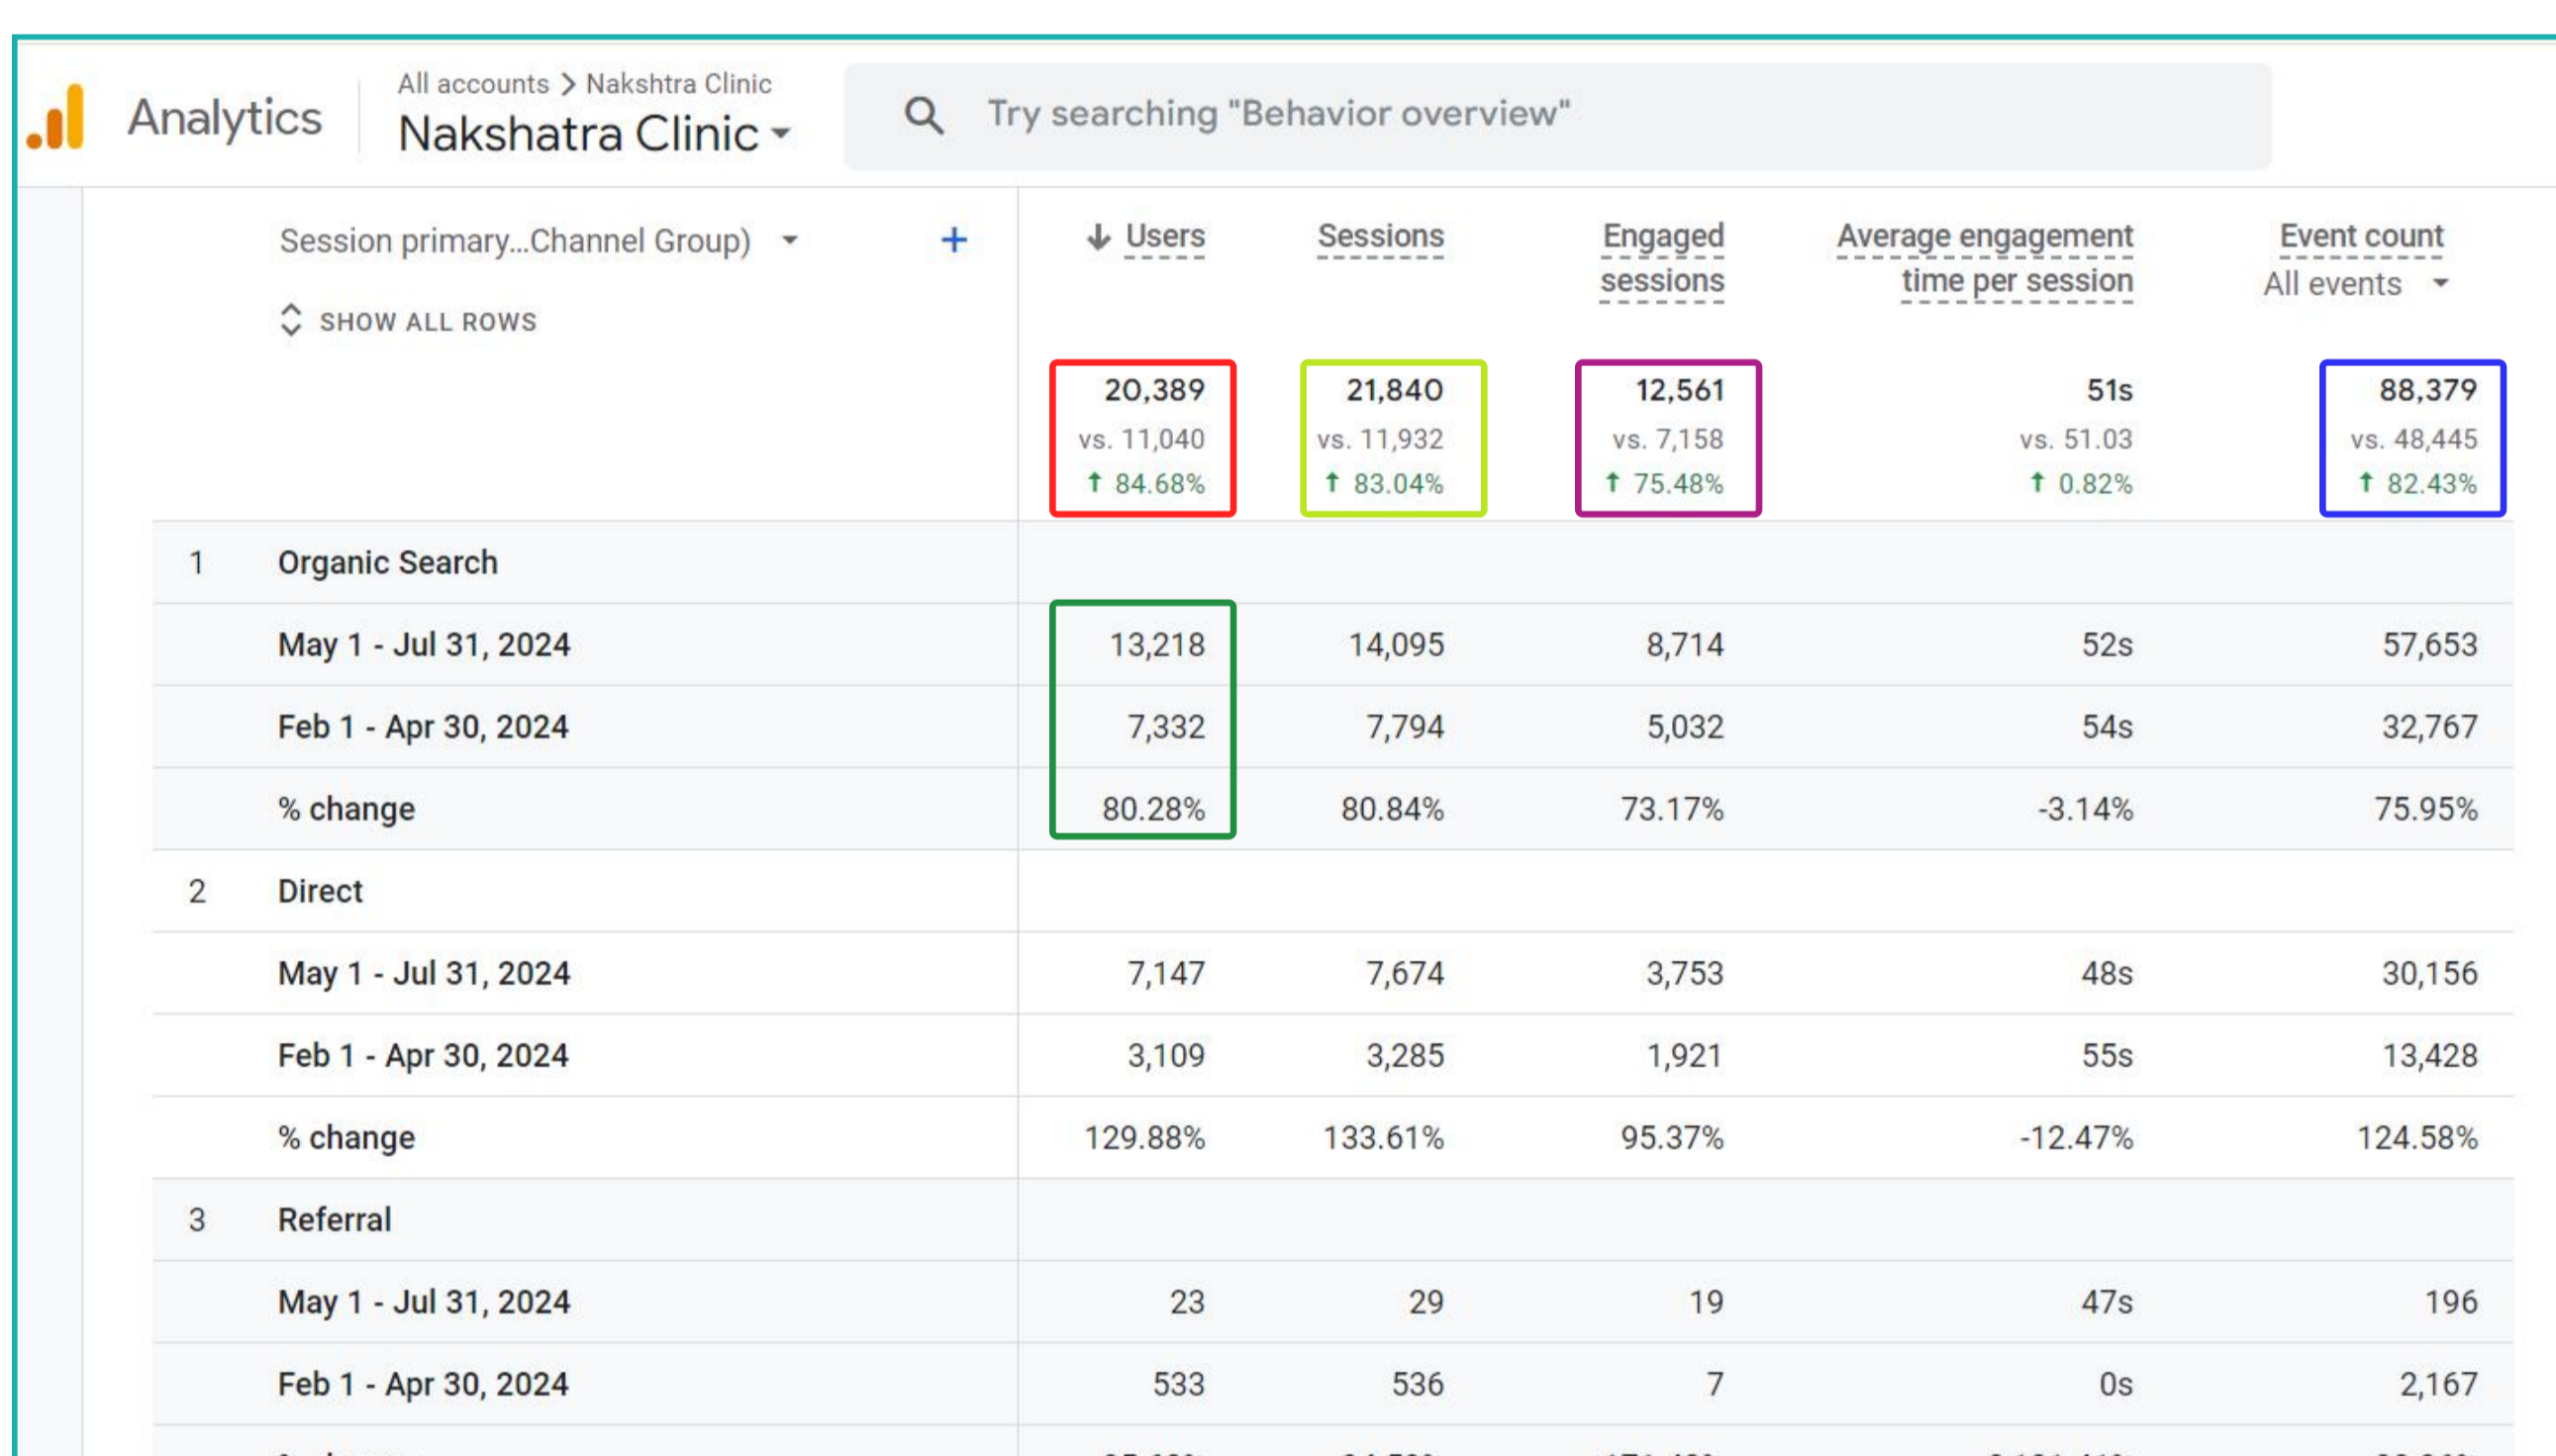 Analytics
All accounts > Nakshtra Clinic
Nakshatra Clinic
Try searching "Behavior overview"
Session primary...Channel Group)
+
SHOW ALL ROWS
Users
Sessions
Engaged sessions
Average engagement time per session
Event count
All events
20,389 21,840 12,561 51s 88,379
vs. 11,040 vs. 11,932 vs. 7,158 vs. 51.03 vs. 48,445
↑ 84.68% ↑ 83.04% ↑ 75.48% ↑ 0.82% ↑ 82.43%
1 Organic Search
May 1 - Jul 31, 2024 13,218 14,095 8,714 52s 57,653
Feb 1 - Apr 30, 2024 7,332 7,794 5,032 54s 32,767
% change 80.28% 80.84% 73.17% -3.14% 75.95%
2 Direct
May 1 - Jul 31, 2024 7,147 7,674 3,753 48s 30,156
Feb 1 - Apr 30, 2024 3,109 3,285 1,921 55s 13,428
% change 129.88% 133.61% 95.37% -12.47% 124.58%
3 Referral
May 1 - Jul 31, 2024 23 29 19 47s 196
Feb 1 - Apr 30, 2024 533 536 7 0s 2,167